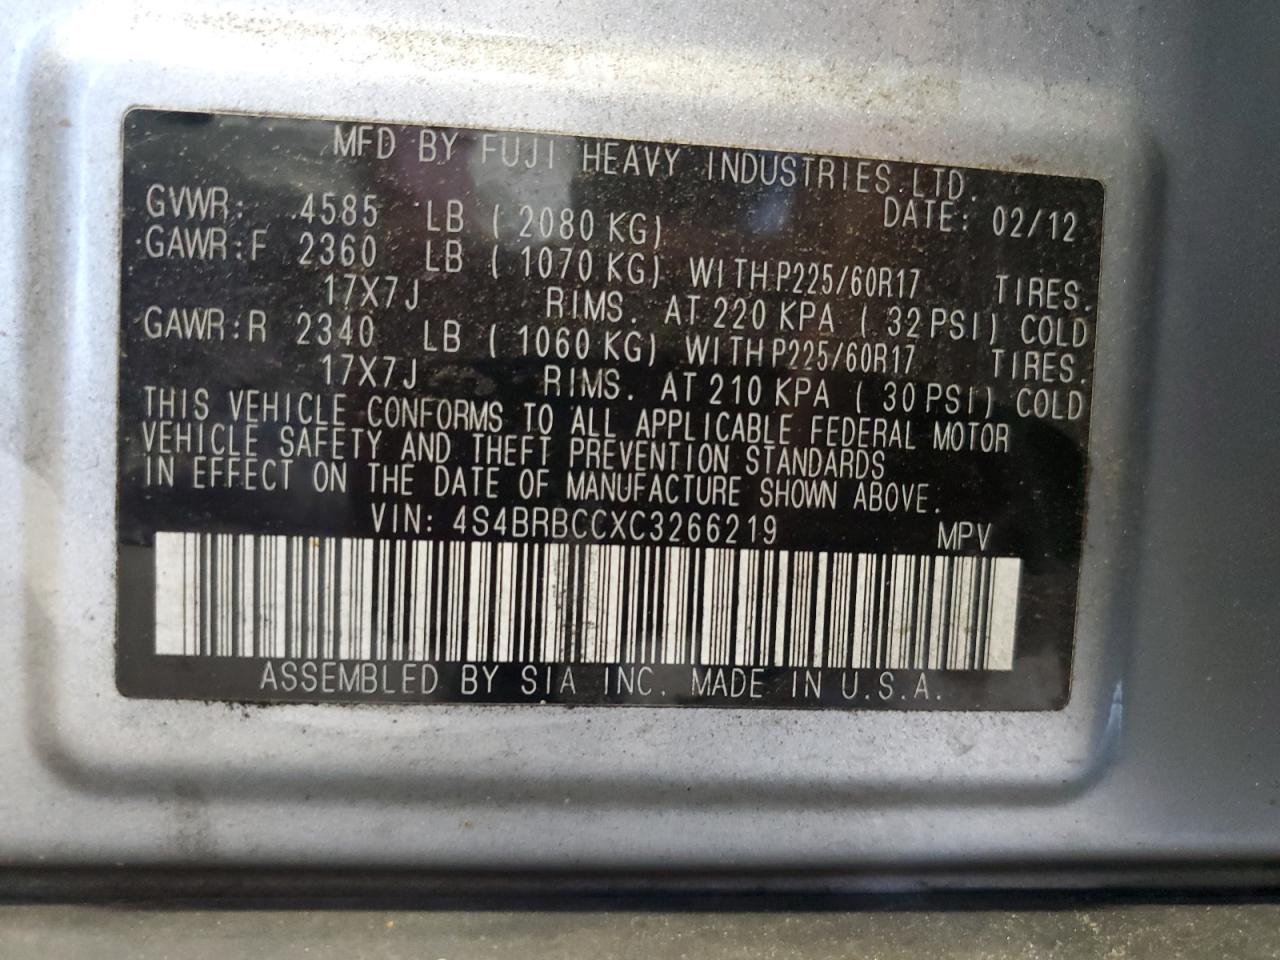 MFD BY FUJI HEAVY INDUSTRIES LTD.
DATE: 02/12
GVWR: 4585 LB ( 2080 KG)
GAWR:F 2360 LB ( 1070 KG) WITH P225/60R17 TIRES.
17X7J RIMS. AT 220 KPA ( 32 PSI) COLD
GAWR:R 2340 LB ( 1060 KG) WITH P225/60R17 TIRES.
17X7J RIMS. AT 210 KPA ( 30 PSI) COLD
THIS VEHICLE CONFORMS TO ALL APPLICABLE FEDERAL MOTOR
VEHICLE SAFETY AND THEFT PREVENTION STANDARDS
IN EFFECT ON THE DATE OF MANUFACTURE SHOWN ABOVE.
VIN: 4S4BRBCCXC3266219 MPV
ASSEMBLED BY SIA INC. MADE IN U.S.A.